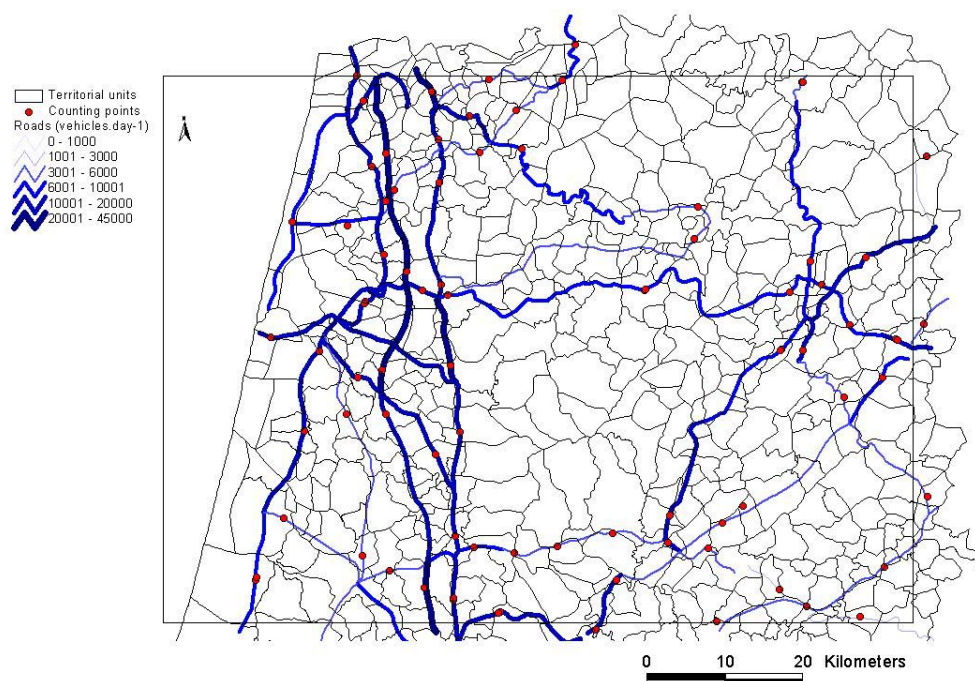 Territorial units
Counting points
Roads (vehicles.day-1)
0 - 1000
1001 - 3000
3001 - 6000
6001 - 10001
10001 - 20000
20001 - 45000
0 10 20 Kilometers